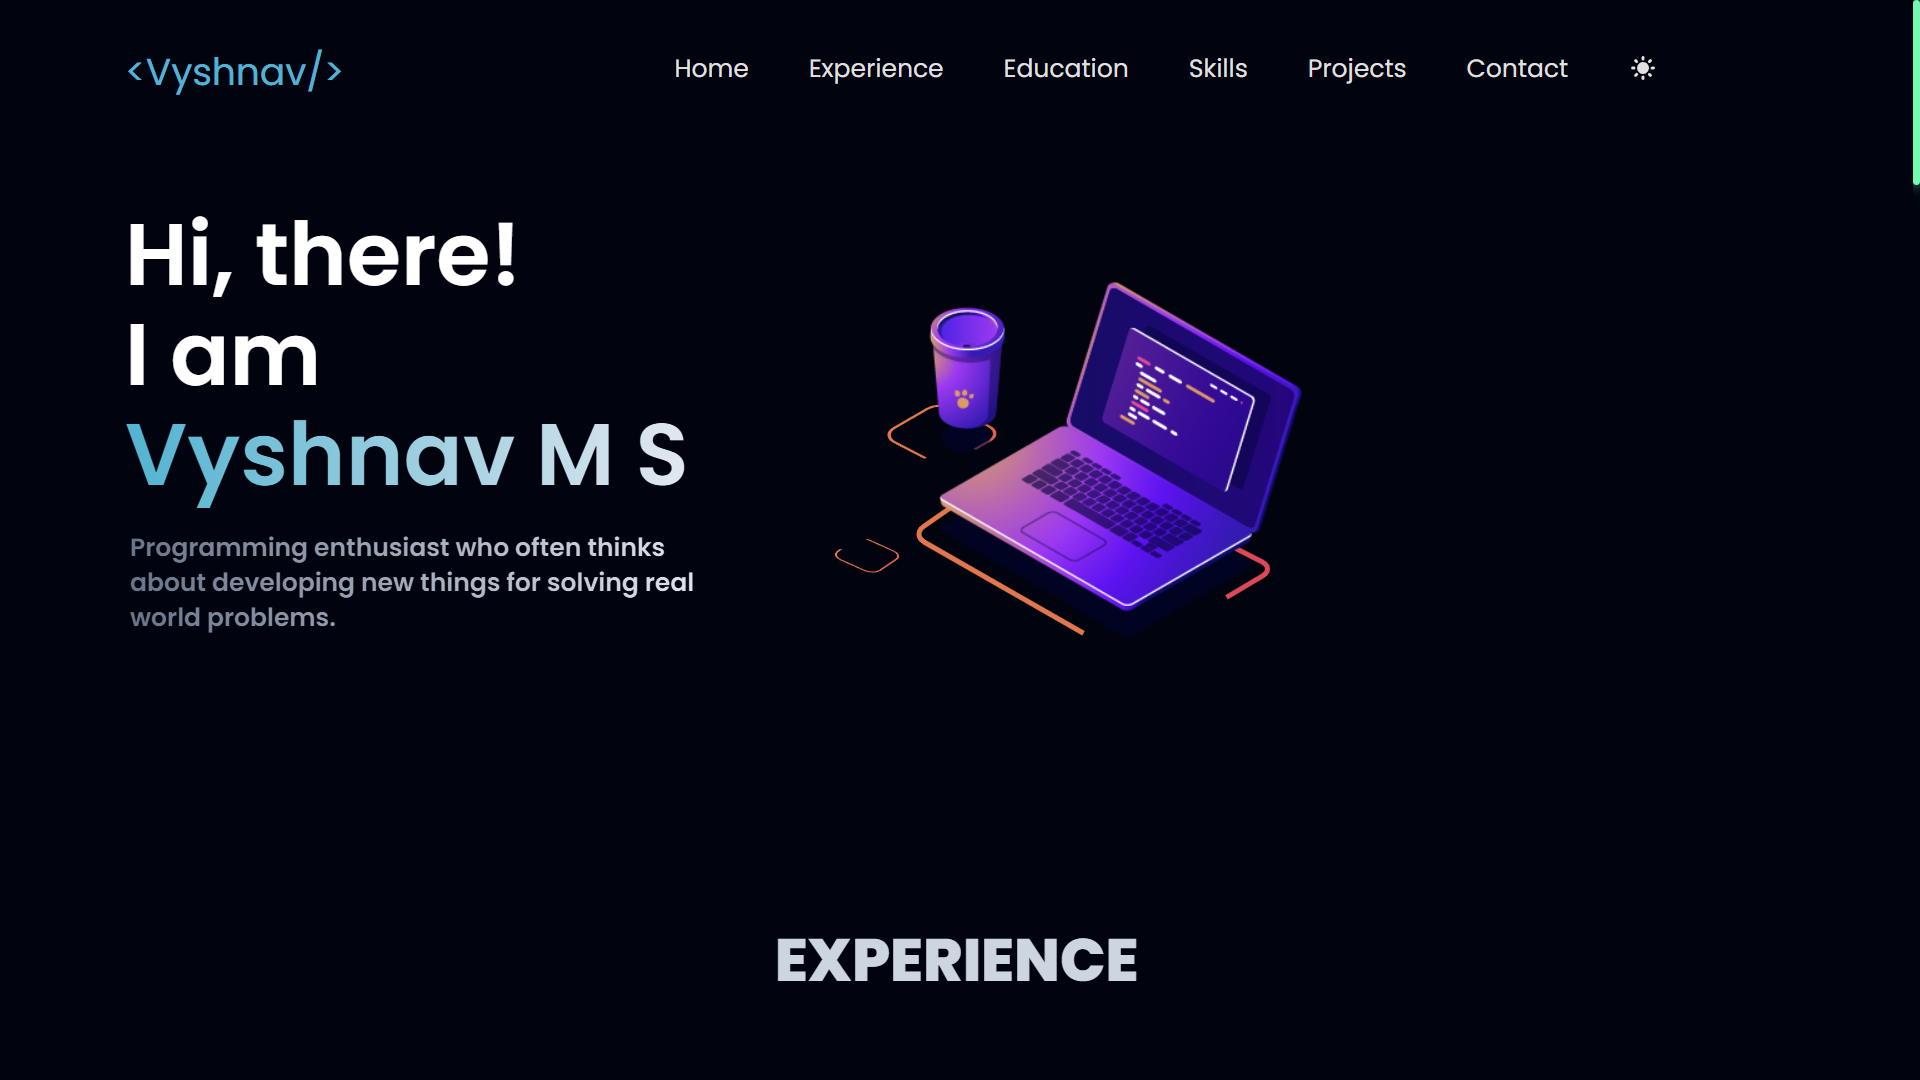 <Vyshnav/>
Home Experience Education Skills Projects Contact
Hi, there!
I am
Vyshnav M S
Programming enthusiast who often thinks
about developing new things for solving real
world problems.
EXPERIENCE